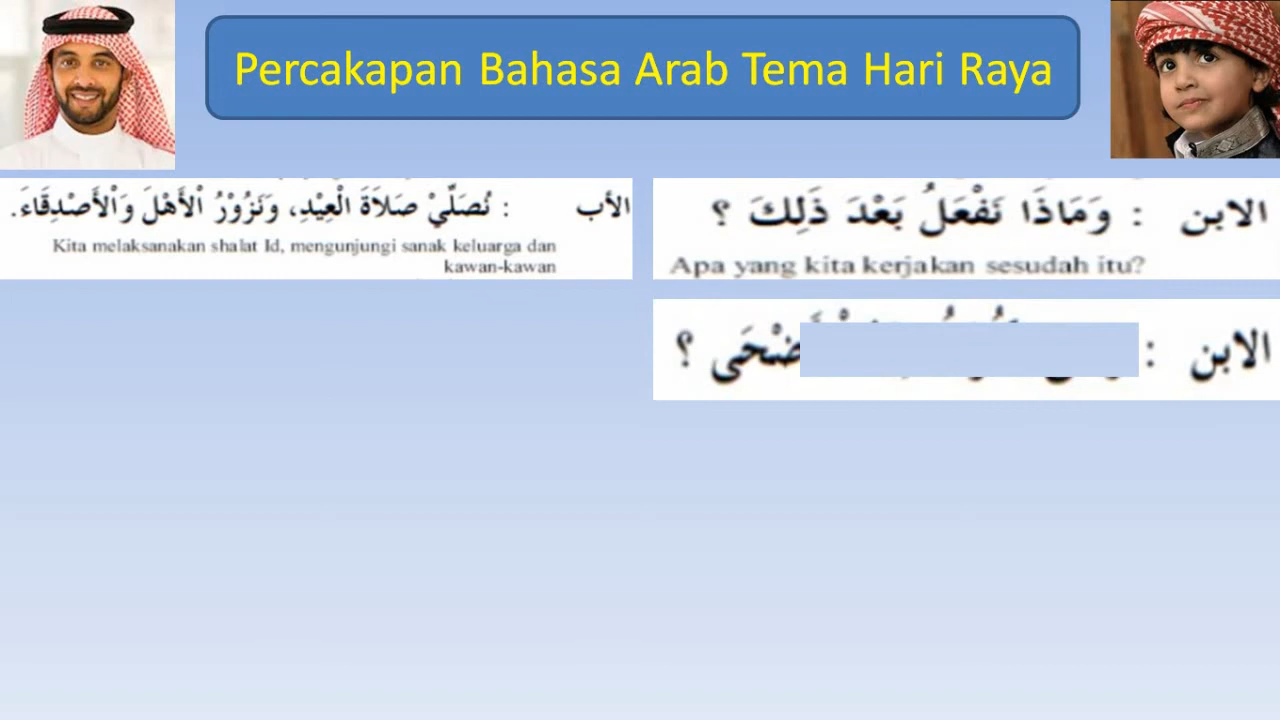 Percakapan Bahasa Arab Tema Hari Raya
الأب : نُصَلِّيْ صَلاَةَ الْعِيْدِ، وَنَزُوْرُ الْأَهْلَ وَالْأَصْدِقَاءَ.
Kita melaksanakan shalat Id, mengunjungi sanak keluarga dan
kawan-kawan
الابن : وَمَاذَا نَفْعَلُ بَعْدَ ذَلِكَ ؟
Apa yang kita kerjakan sesudah itu?
الابن : ؟